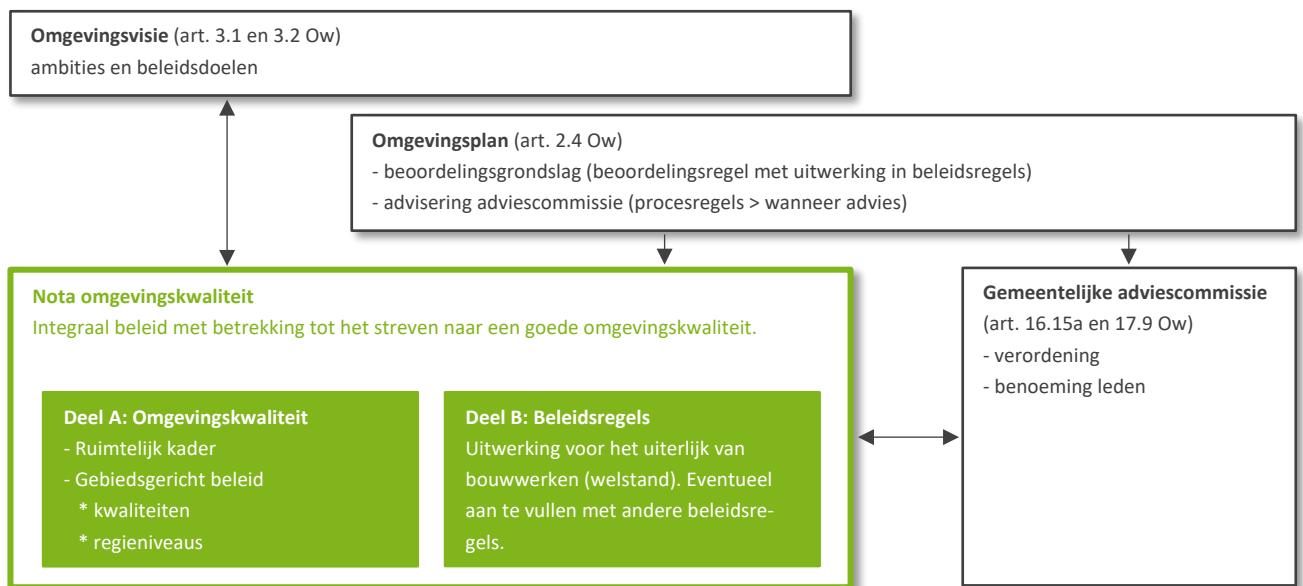 Omgevingsvisie (art. 3.1 en 3.2 Ow)
ambities en beleidsdoelen
Omgevingsplan (art. 2.4 Ow)
- beoordelingsgrondslag (beoordelingsregel met uitwerking in beleidsregels)
- advisering adviescommissie (procesregels > wanneer advies)
Nota omgevingskwaliteit
Integraal beleid met betrekking tot het streven naar een goede omgevingskwaliteit.
Deel A: Omgevingskwaliteit
- Ruimtelijk kader
- Gebiedsgericht beleid
* kwaliteiten
* regieniveaus
Deel B: Beleidsregels
Uitwerking voor het uiterlijk van
bouwwerken (welstand). Eventueel
aan te vullen met andere beleidsre-
gels.
Gemeentelijke adviescommissie
(art. 16.15a en 17.9 Ow)
- verordening
- benoeming leden